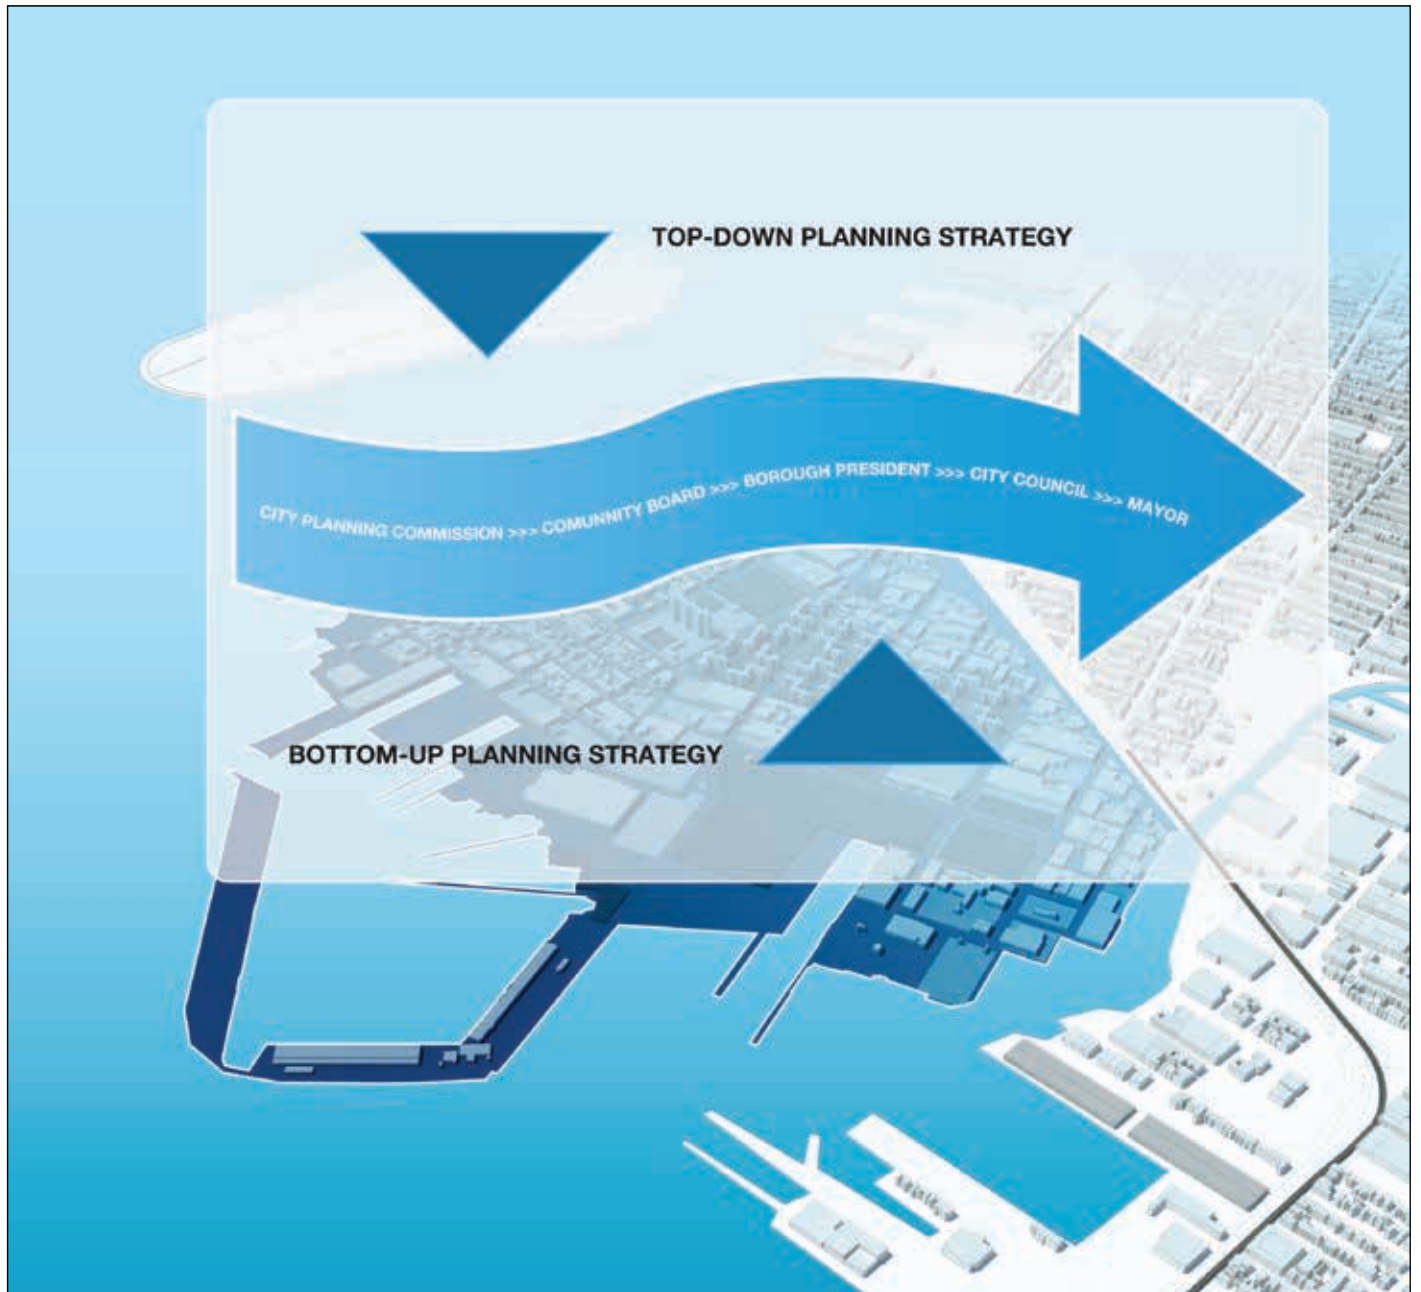 TOP-DOWN PLANNING STRATEGY
CITY PLANNING COMMISSION >>> COMUNNITY BOARD >>> BOROUGH PRESIDENT >>> CITY COUNCIL >>> MAYOR
BOTTOM-UP PLANNING STRATEGY